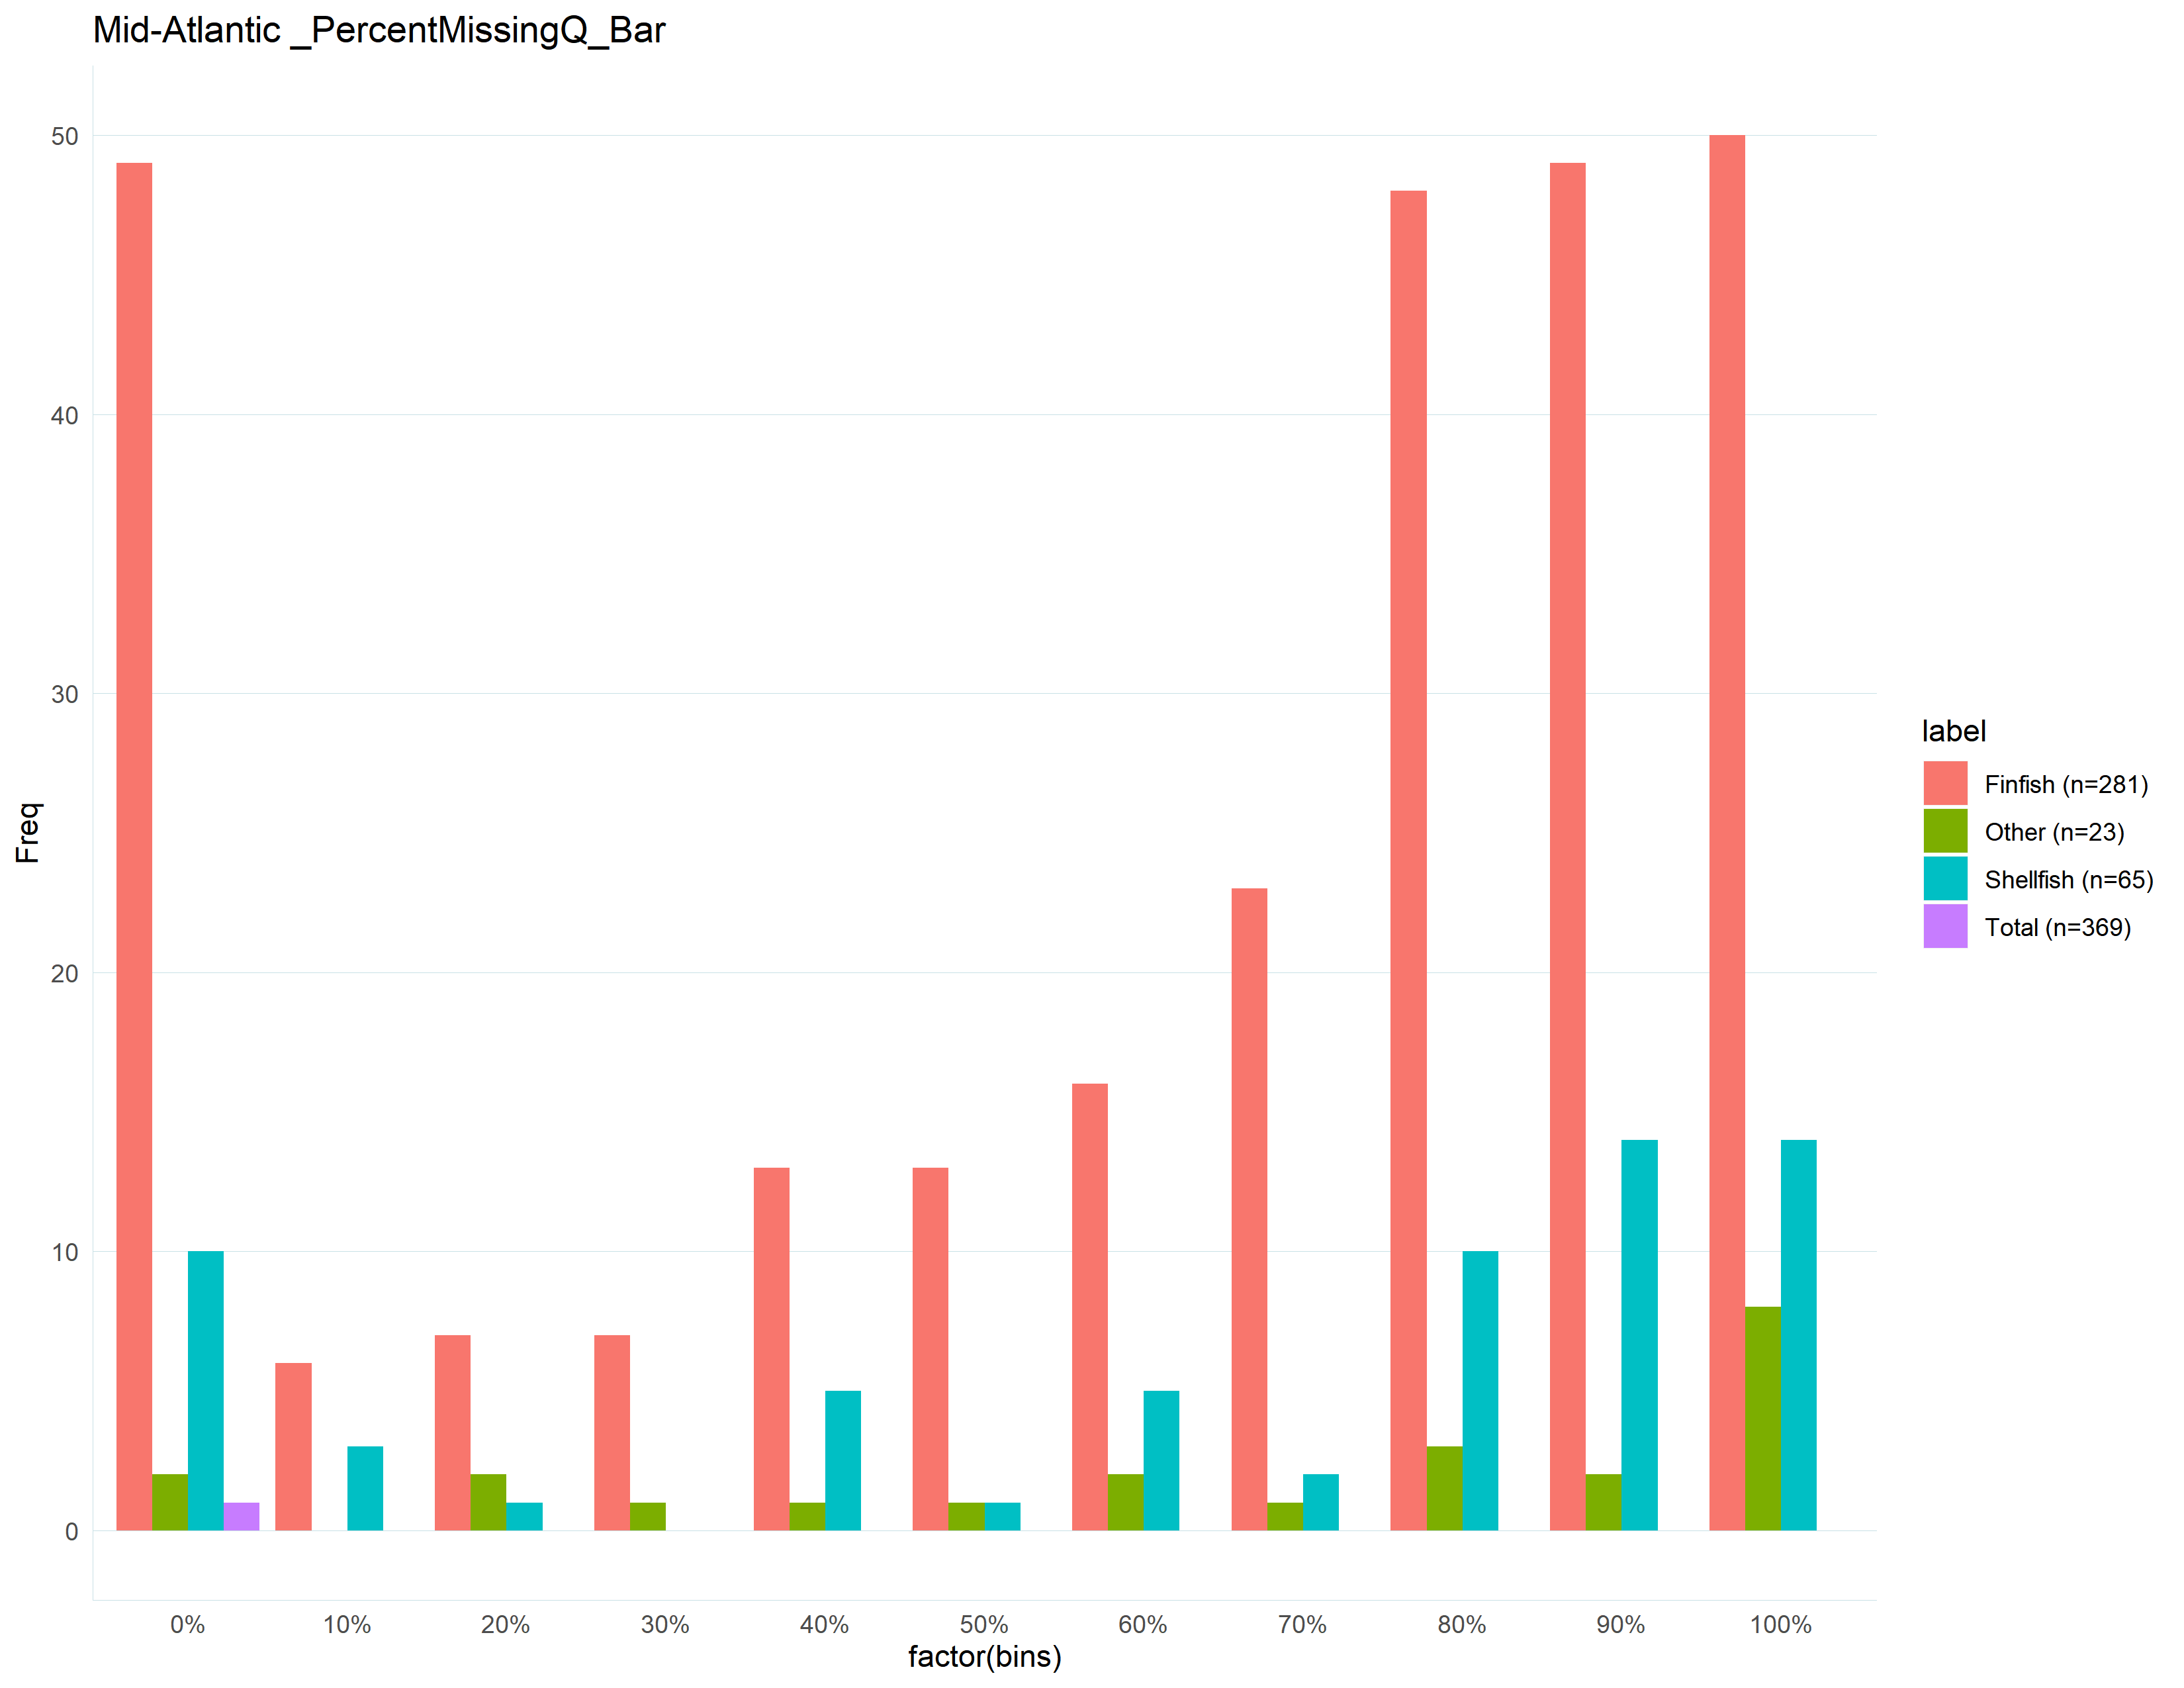 Mid-Atlantic _PercentMissingQ_Bar
50
40
30
20
10
0
Freq
0% 10% 20% 30% 40% 50% 60% 70% 80% 90% 100%
factor(bins)
label
Finfish (n=281)
Other (n=23)
Shellfish (n=65)
Total (n=369)